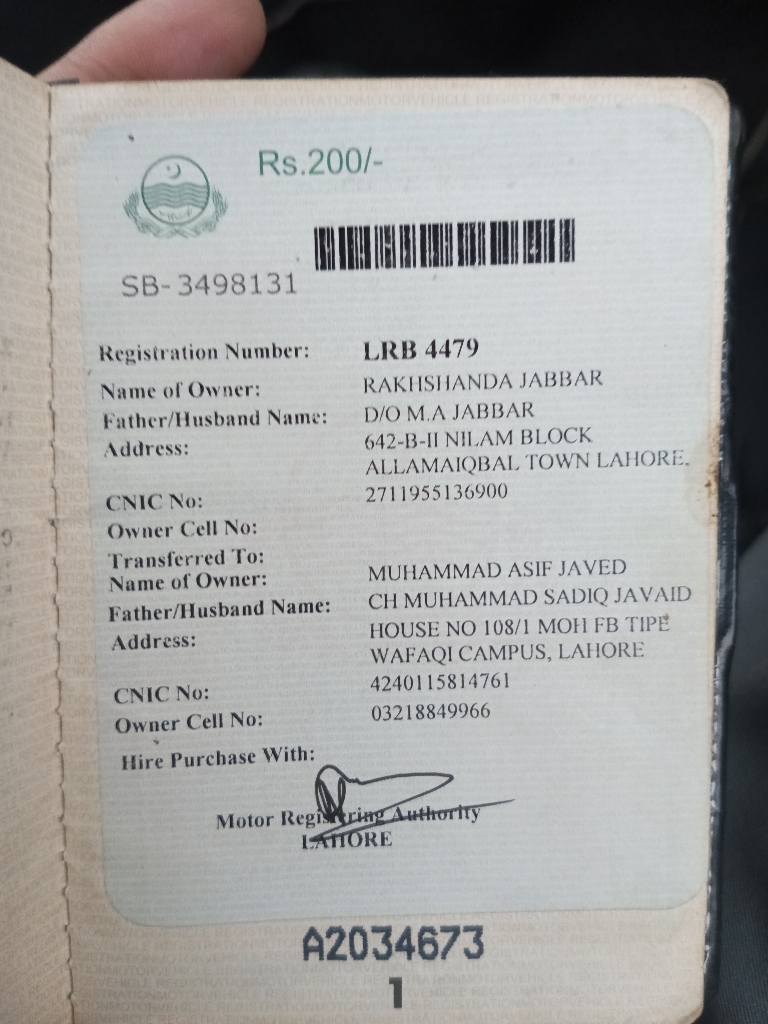 Rs.200/-
SB-3498131
Registration Number: LRB 4479
Name of Owner: RAKHSHANDA JABBAR
Father/Husband Name: D/O M.A JABBAR
Address: 642-B-II NILAM BLOCK
ALLAMAIQBAL TOWN LAHORE.
CNIC No: 2711955136900
Owner Cell No:
Transferred To:
Name of Owner: MUHAMMAD ASIF JAVED
Father/Husband Name: CH MUHAMMAD SADIQ JAVAID
Address: HOUSE NO 108/1 MOH FB TIPE
WAFAQI CAMPUS, LAHORE
CNIC No: 4240115814761
Owner Cell No: 03218849966
Hire Purchase With:
Motor Registering Authority
LAHORE
A2034673
1